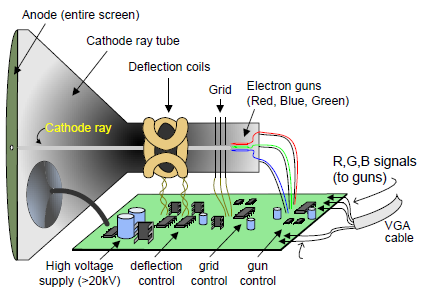 Anode (entire screen)
Cathode ray tube
Deflection coils
Grid
Electron guns
(Red, Blue, Green)
Cathode ray
R,G,B signals
(to guns)
VGA
cable
High voltage
supply (>20kV)
deflection
control
grid
control
gun
control